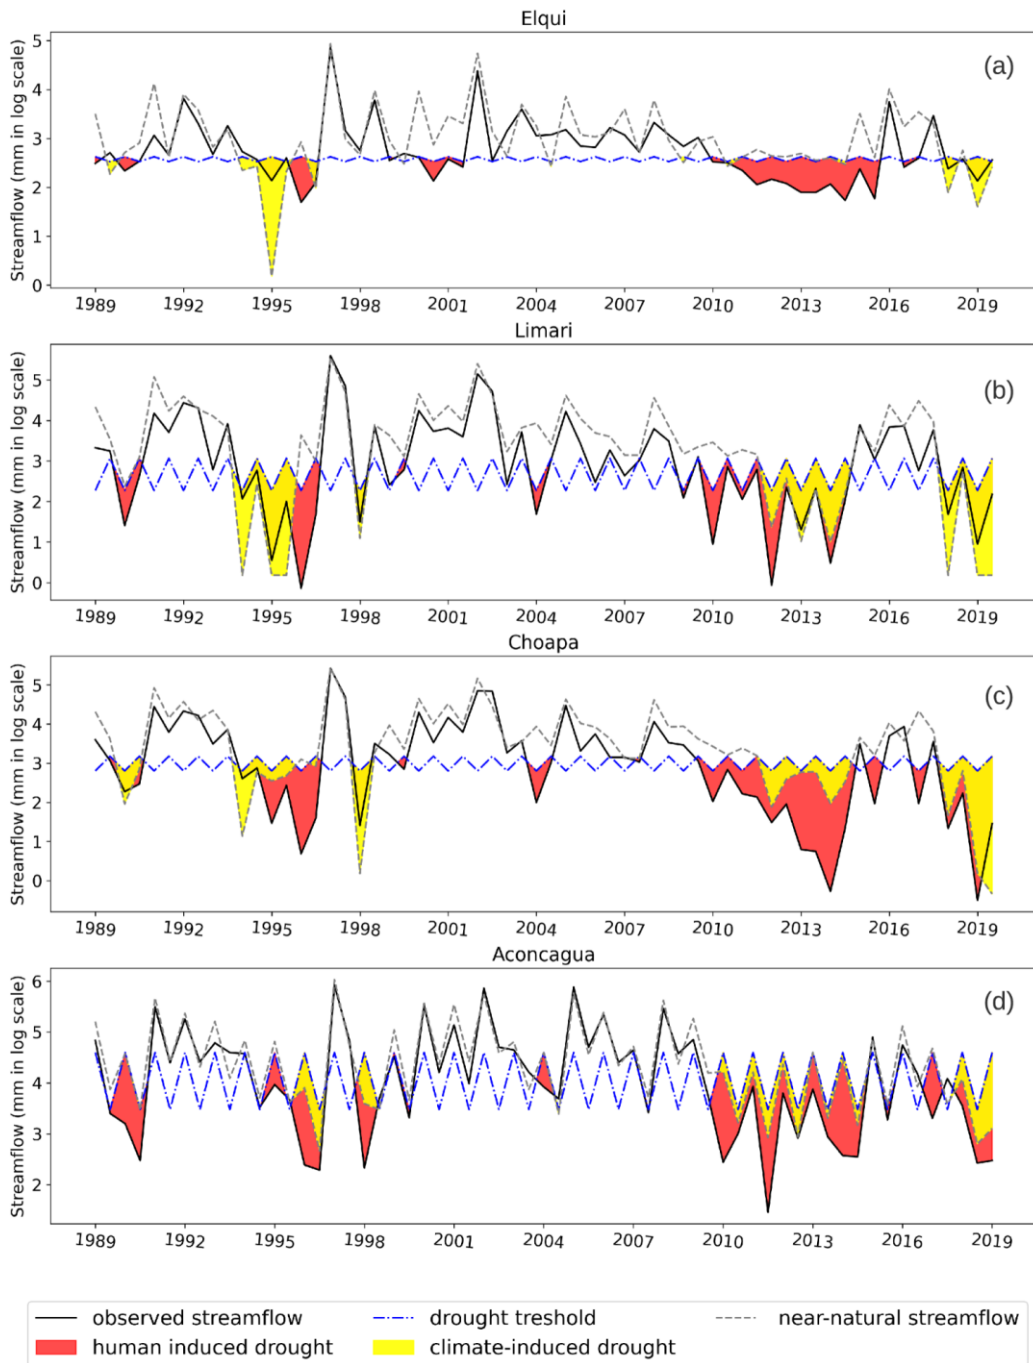 Elqui
(a)
Streamflow (mm in log scale)
5
4
3
2
1
0
1989 1992 1995 1998 2001 2004 2007 2010 2013 2016 2019
Limari
(b)
Streamflow (mm in log scale)
5
4
3
2
1
0
1989 1992 1995 1998 2001 2004 2007 2010 2013 2016 2019
Choapa
(c)
Streamflow (mm in log scale)
5
4
3
2
1
0
1989 1992 1995 1998 2001 2004 2007 2010 2013 2016 2019
Aconcagua
(d)
Streamflow (mm in log scale)
6
5
4
3
2
1989 1992 1995 1998 2001 2004 2007 2010 2013 2016 2019
observed streamflow drought treshold near-natural streamflow
human induced drought climate-induced drought